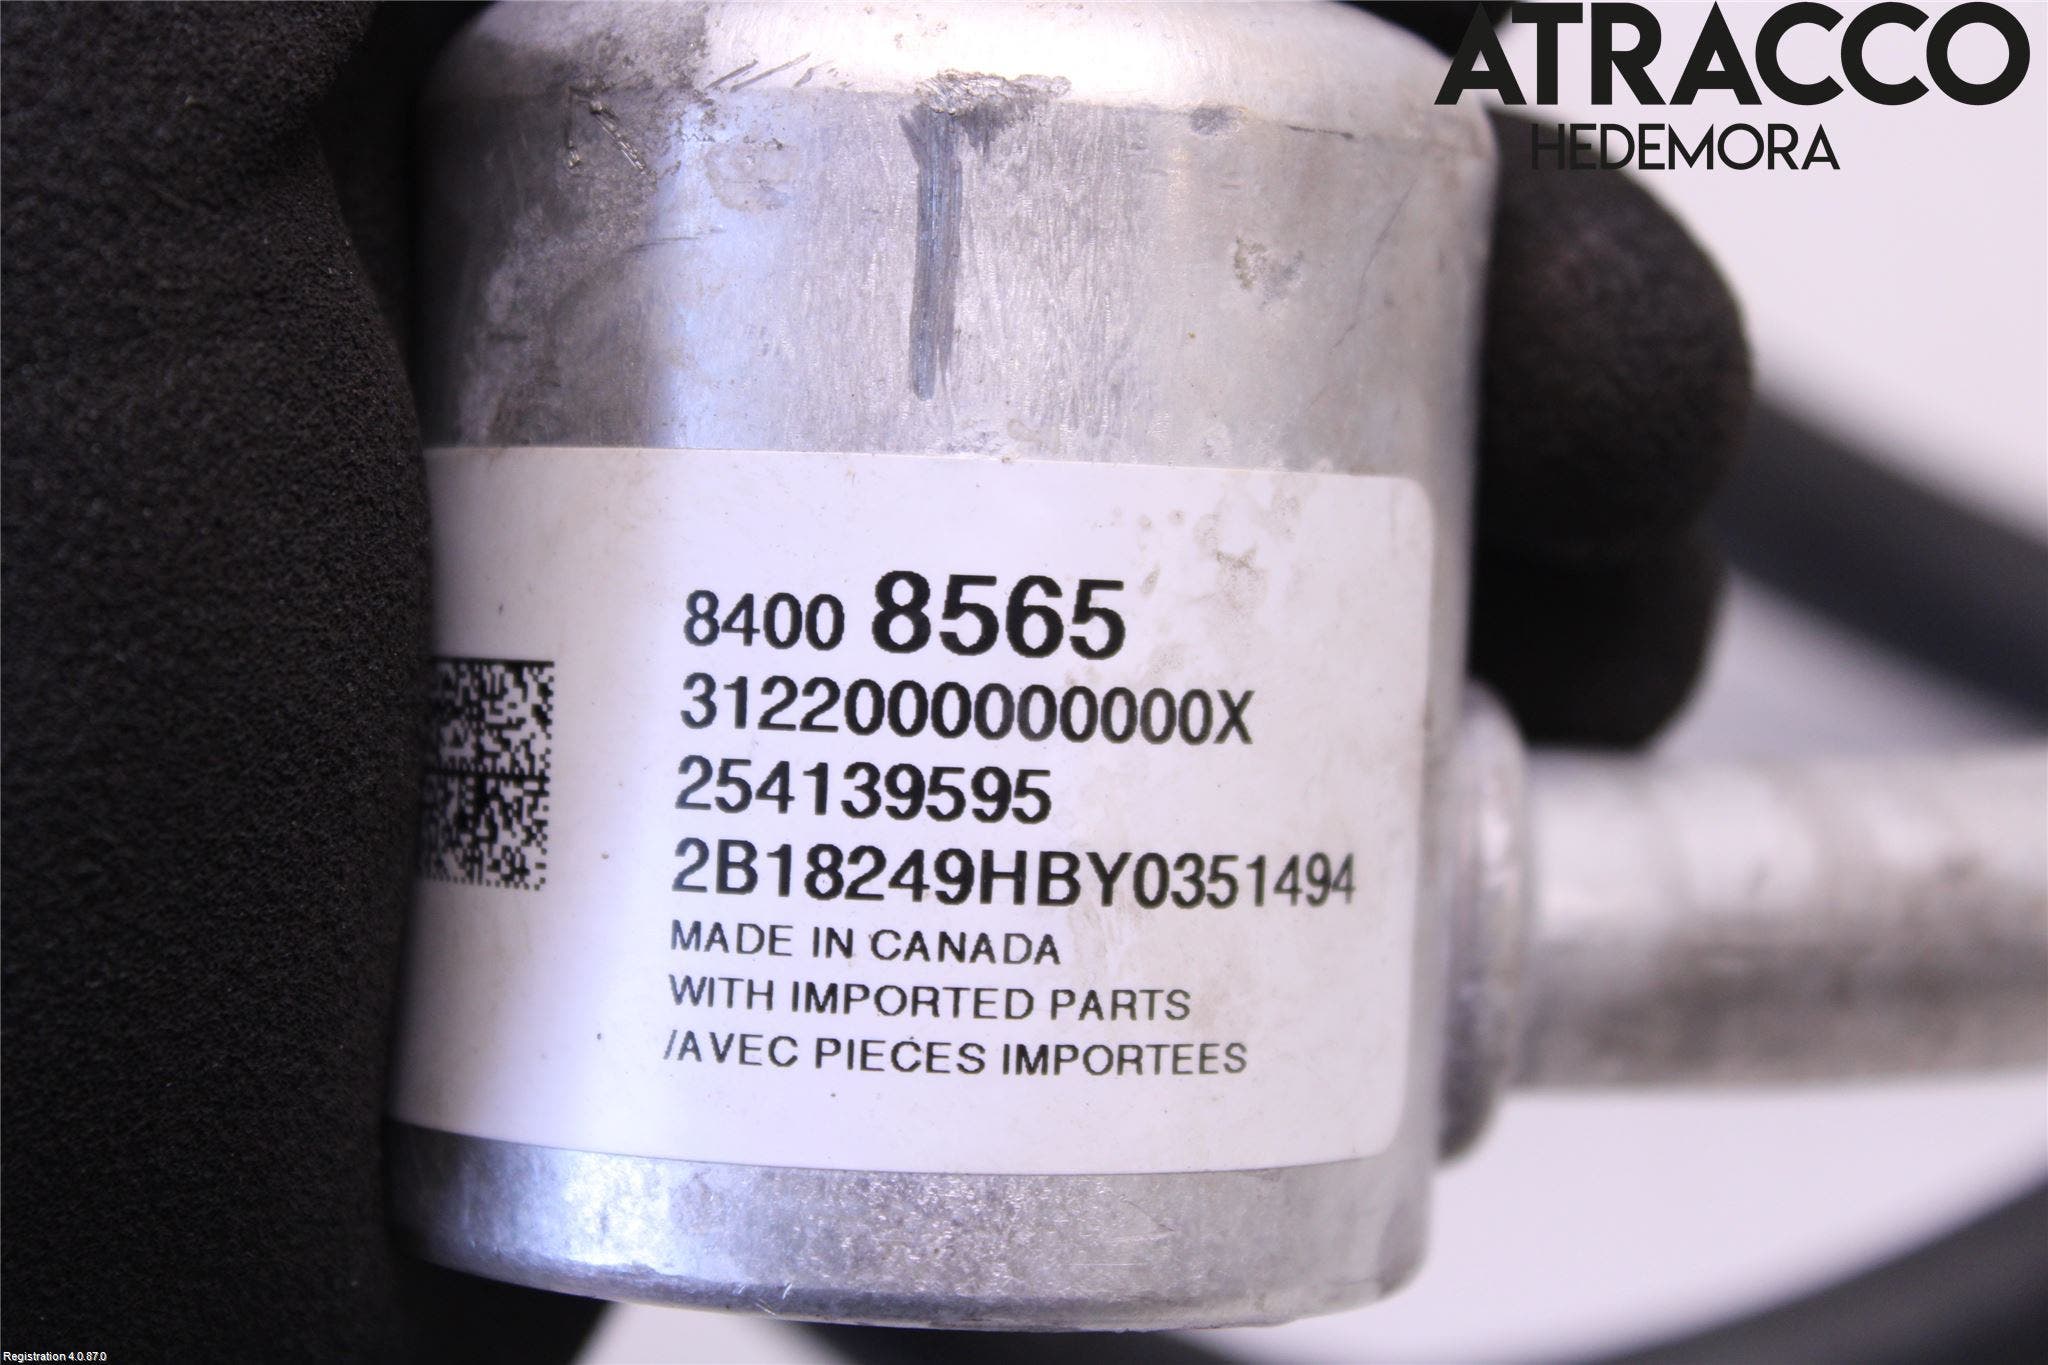 ATRACCO
HEDEMORA
8400 8565
3122000000000X
254139595
2B18249HBY0351494
MADE IN CANADA
WITH IMPORTED PARTS
/AVEC PIECES IMPORTEES
Registration 4.0.87.0